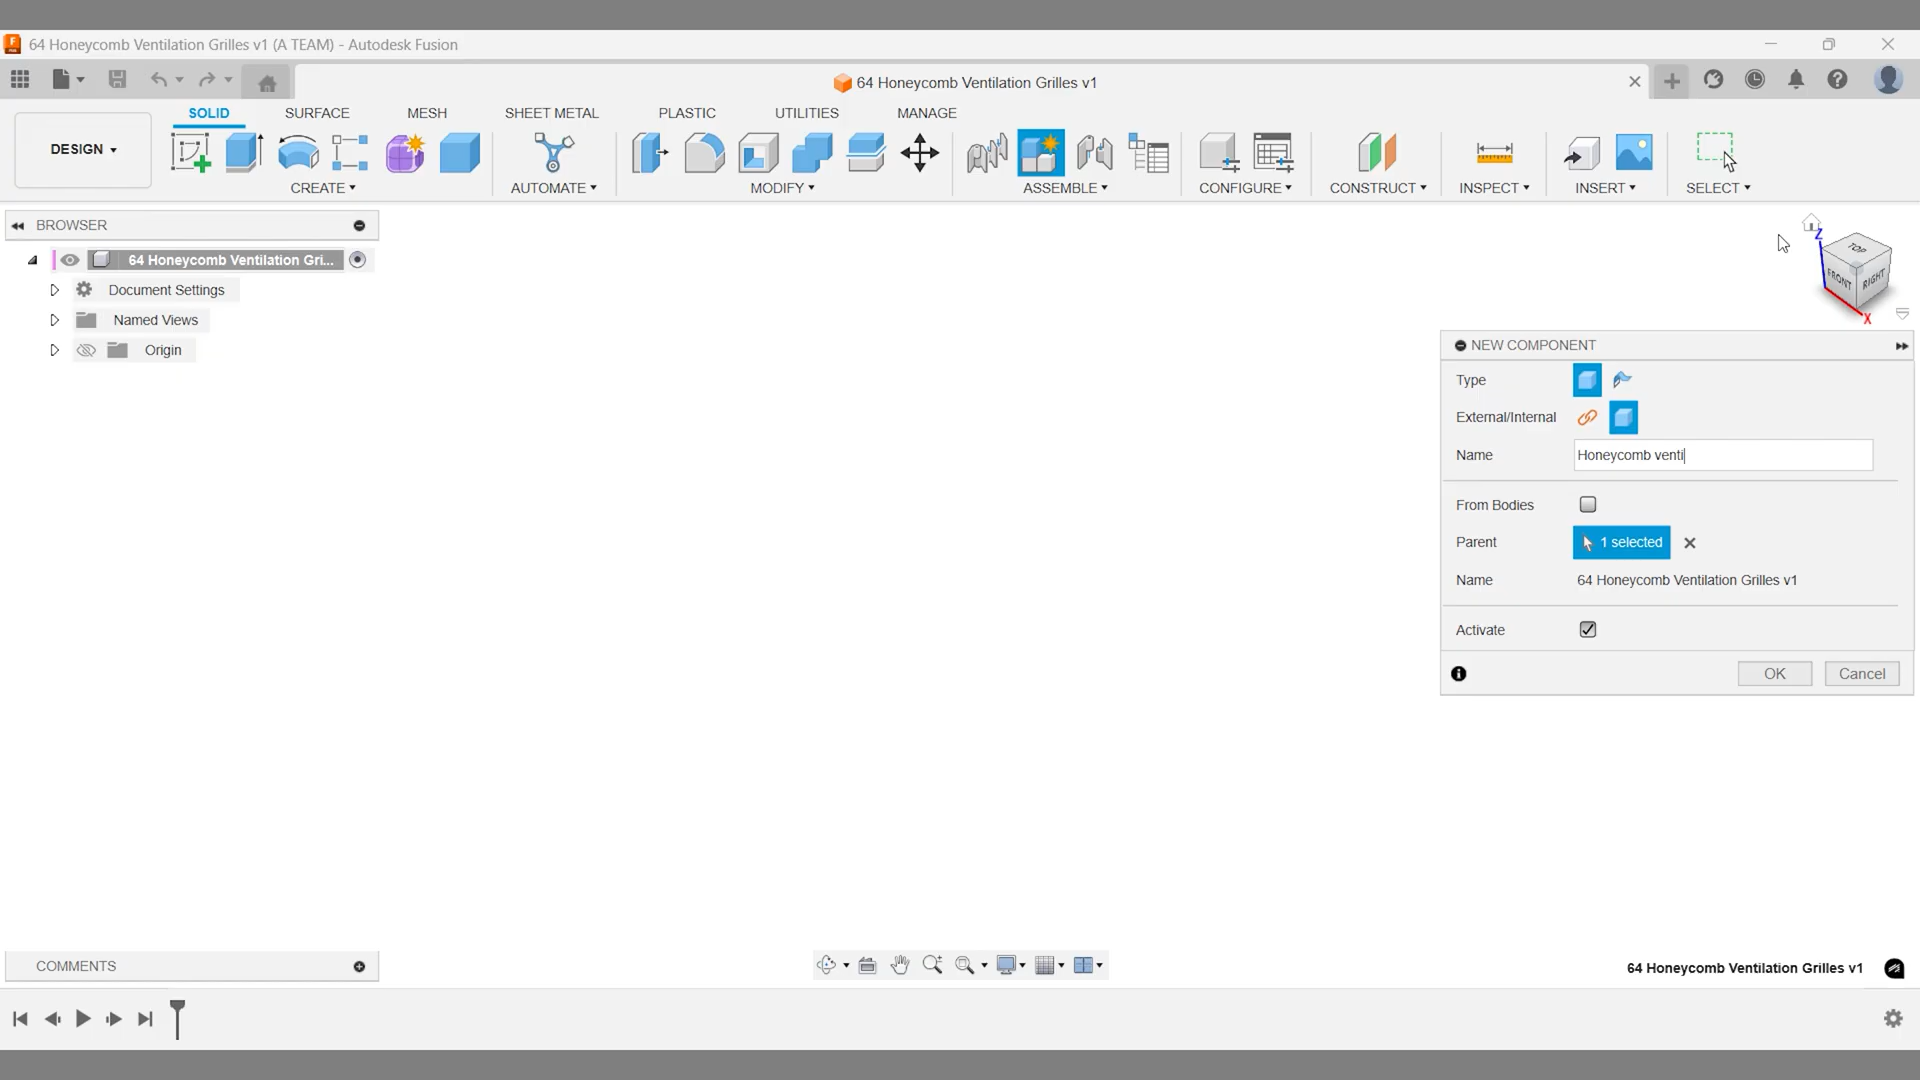 64 Honeycomb Ventilation Grilles v1 (A TEAM) - Autodesk Fusion
64 Honeycomb Ventilation Grilles v1
SOLID SURFACE MESH SHEET METAL PLASTIC UTILITIES MANAGE
DESIGN
CREATE AUTOMATE MODIFY ASSEMBLE CONFIGURE CONSTRUCT INSPECT INSERT SELECT
BROWSER
64 Honeycomb Ventilation Gri...
Document Settings
Named Views
Origin
Z
TOP
FRONT RIGHT
X
NEW COMPONENT
Type
External/Internal
Name Honeycomb venti
From Bodies
Parent 1 selected
Name 64 Honeycomb Ventilation Grilles v1
Activate
OK Cancel
COMMENTS
64 Honeycomb Ventilation Grilles v1